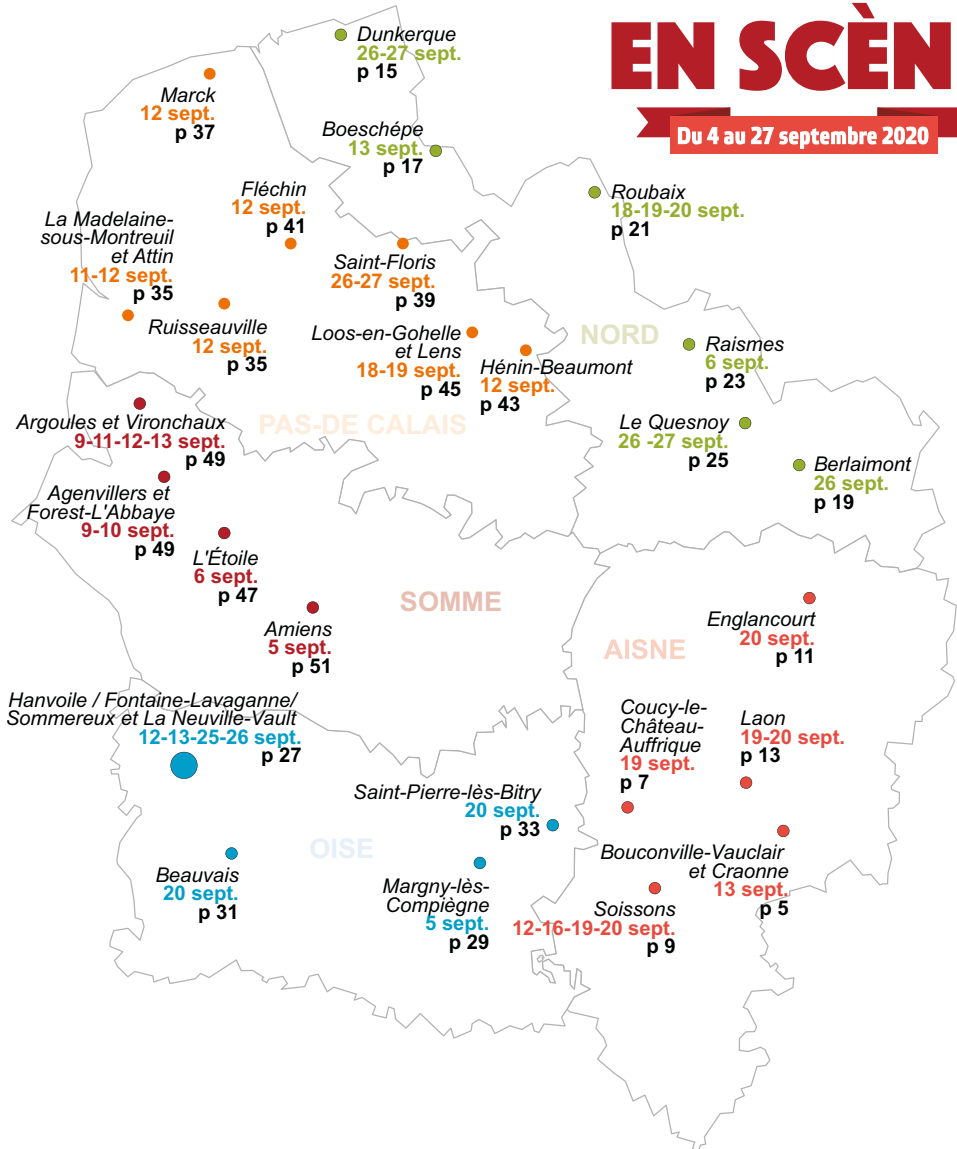 EN SCÈN
Du 4 au 27 septembre 2020
Dunkerque
26-27 sept.
p 15
Marck
12 sept.
p 37
Boeschépe
13 sept.
p 17
Fléchin
12 sept.
p 41
Roubaix
18-19-20 sept.
p 21
La Madelaine-
sous-Montreuil
et Attin
11-12 sept.
p 35
Saint-Floris
26-27 sept.
p 39
Ruisseauville
12 sept.
p 35
Loos-en-Gohelle
et Lens
18-19 sept.
p 45
NORD
Hénin-Beaumont
12 sept.
p 43
Raismes
6 sept.
p 23
Argoules et Vironchaux
9-11-12-13 sept.
p 49
PAS-DE CALAIS
Le Quesnoy
26 -27 sept.
p 25
Berlaimont
26 sept.
p 19
Agenvillers et
Forest-L'Abbaye
9-10 sept.
p 49
L'Étoile
6 sept.
p 47
SOMME
Amiens
5 sept.
p 51
Englancourt
20 sept.
p 11
AISNE
Hanvoile / Fontaine-Lavaganne/
Sommereux et La Neuville-Vault
12-13-25-26 sept.
p 27
Coucy-le-
Château-
Auffrique
19 sept.
p 7
Laon
19-20 sept.
p 13
Saint-Pierre-lès-Bitry
20 sept.
p 33
OISE
Beauvais
20 sept.
p 31
Margny-lès-
Compiègne
5 sept.
p 29
Bouconville-Vauclair
et Craonne
13 sept.
p 5
Soissons
12-16-19-20 sept.
p 9